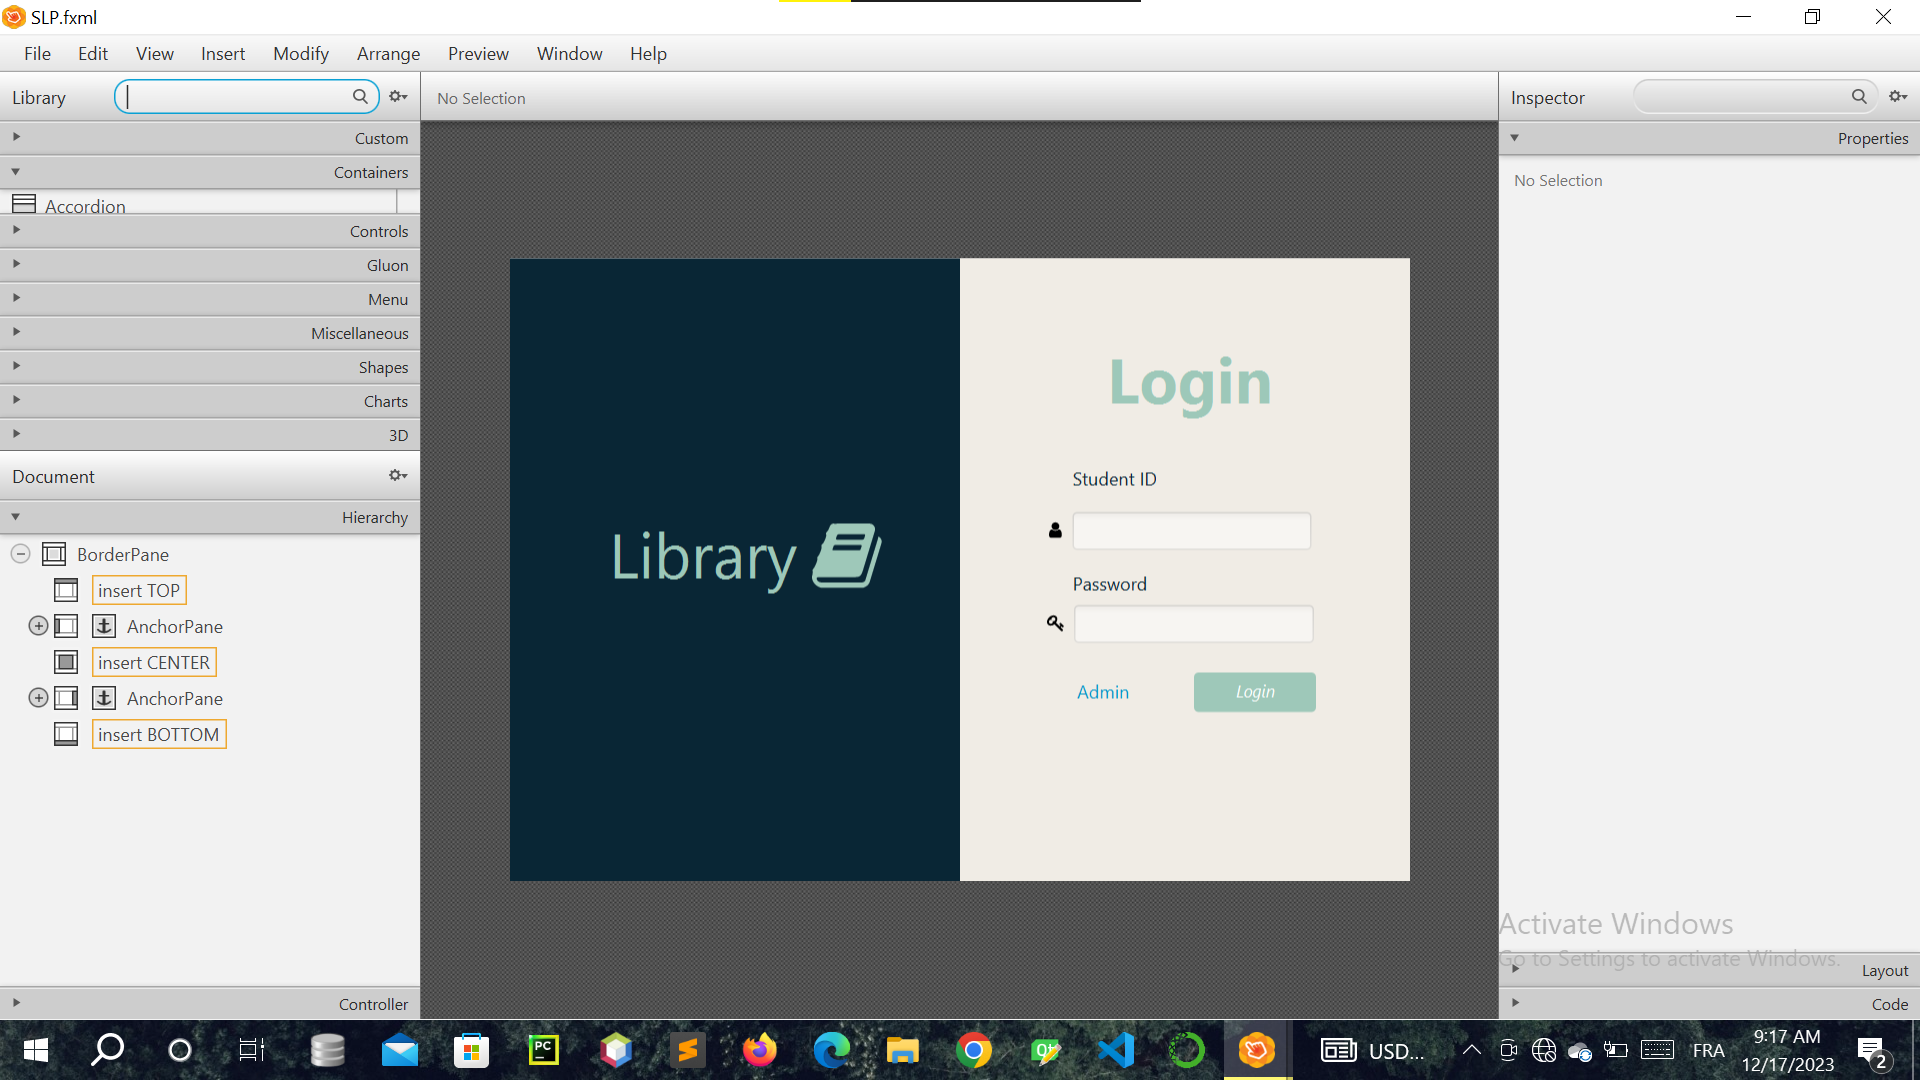 SLP.fxml
File Edit View Insert Modify Arrange Preview Window Help
Library
No Selection
Inspector
Custom
Containers
Accordion
Controls
Gluon
Menu
Miscellaneous
Shapes
Charts
3D
Document
Hierarchy
BorderPane
insert TOP
AnchorPane
insert CENTER
AnchorPane
insert BOTTOM
Controller
Library
Login
Student ID
Password
Admin
Login
Properties
No Selection
Activate Windows
Go to Settings to activate Windows.
Layout
Code
PC
Qt
USD...
FRA
9:17 AM
12/17/2023
2